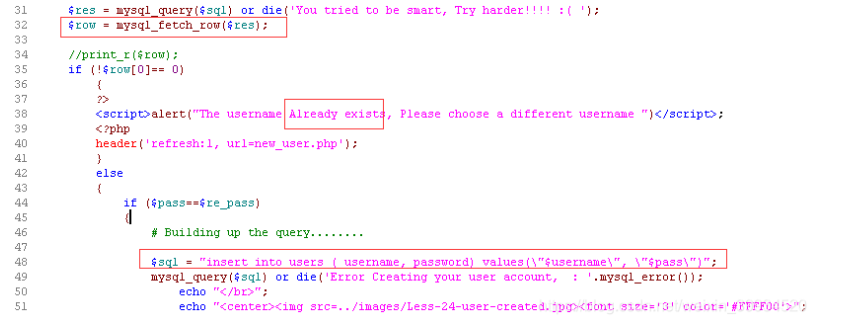 31 $res = mysql_query($sql) or die('You tried to be smart, Try harder!!!! :( ');
32 $row = mysql_fetch_row($res);
33
34 //print_r($row);
35 if (!$row[0]== 0)
36 {
37 ?>
38 <script>alert("The username Already exists, Please choose a different username ")</script>;
39 <?php
40 header('refresh:1, url=new_user.php');
41 }
42 else
43 {
44 if ($pass==$re_pass)
45 {
46 # Building up the query........
47
48 $sql = "insert into users ( username, password) values(\"$username\", \"$pass\")";
49 mysql_query($sql) or die('Error Creating your user account, : '.mysql_error());
50 echo "</br>";
51 echo "<center><img src=../images/Less-24-user-created.jpg><font size='3' color='#FFFF00'>";